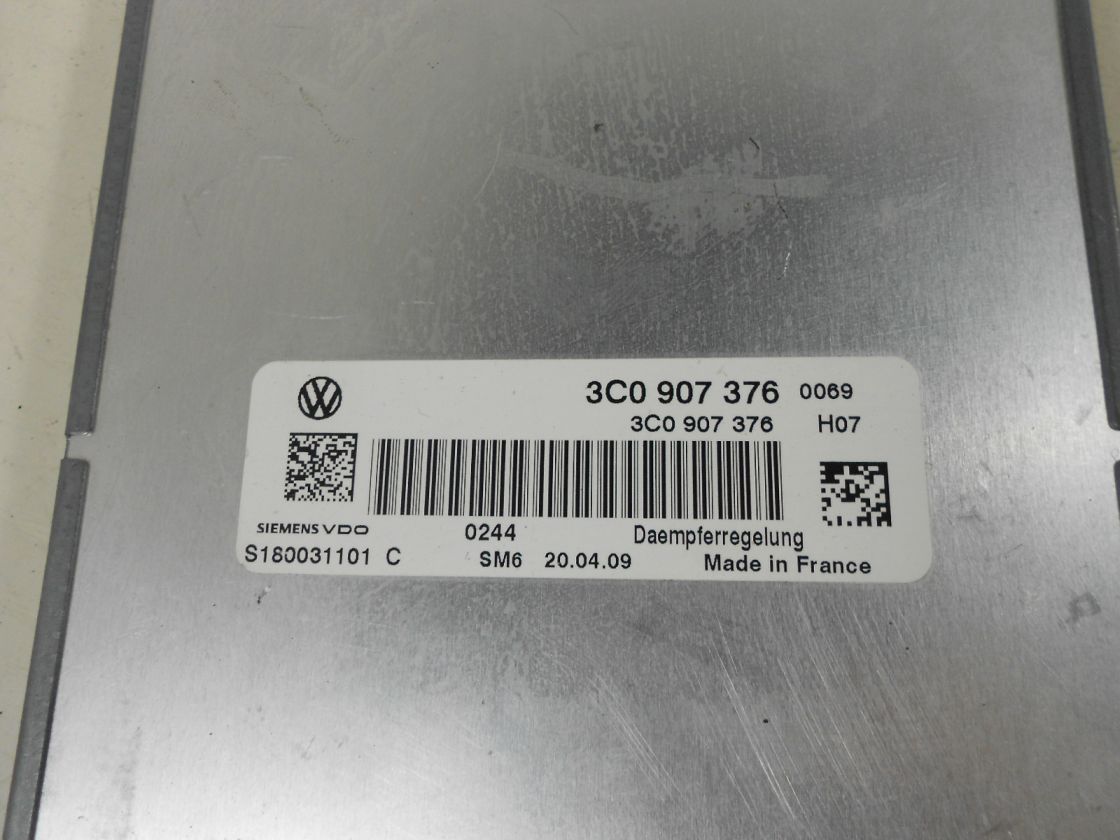 3C0 907 376 0069
3C0 907 376 H07
SIEMENS VDO 0244 Daempferregelung
S180031101 C SM6 20.04.09 Made in France